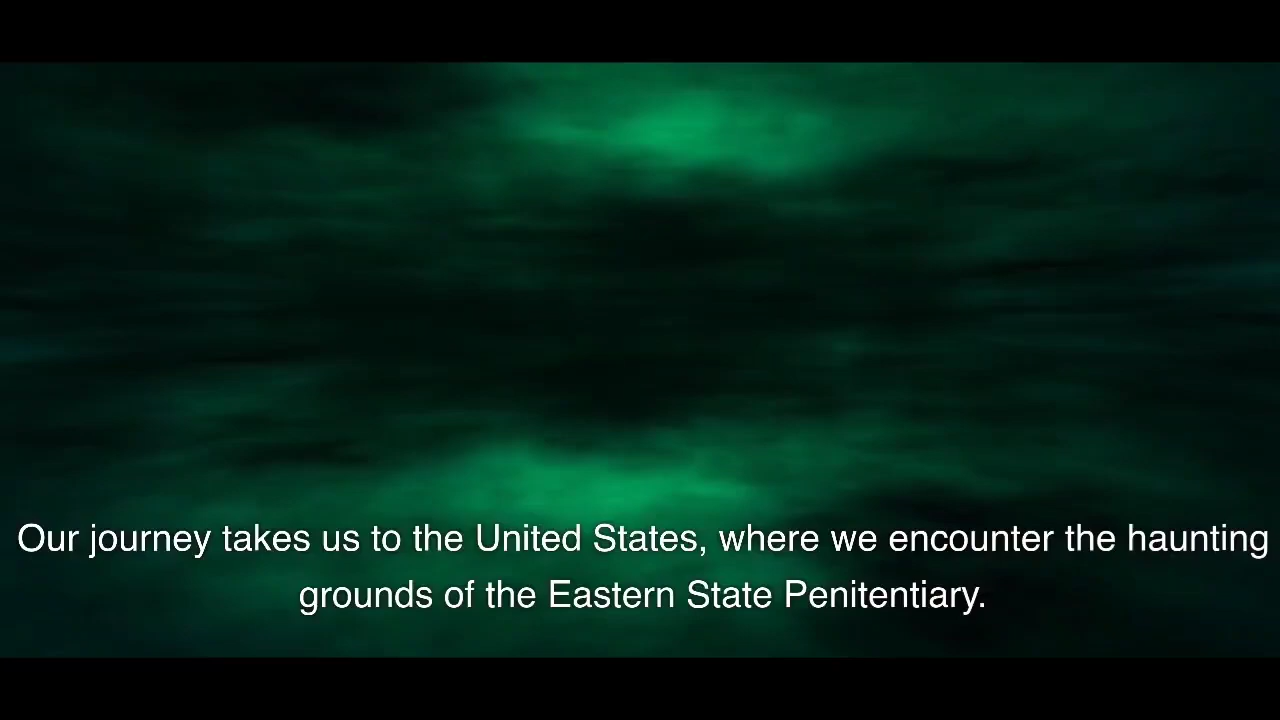 Our journey takes us to the United States, where we encounter the haunting
grounds of the Eastern State Penitentiary.